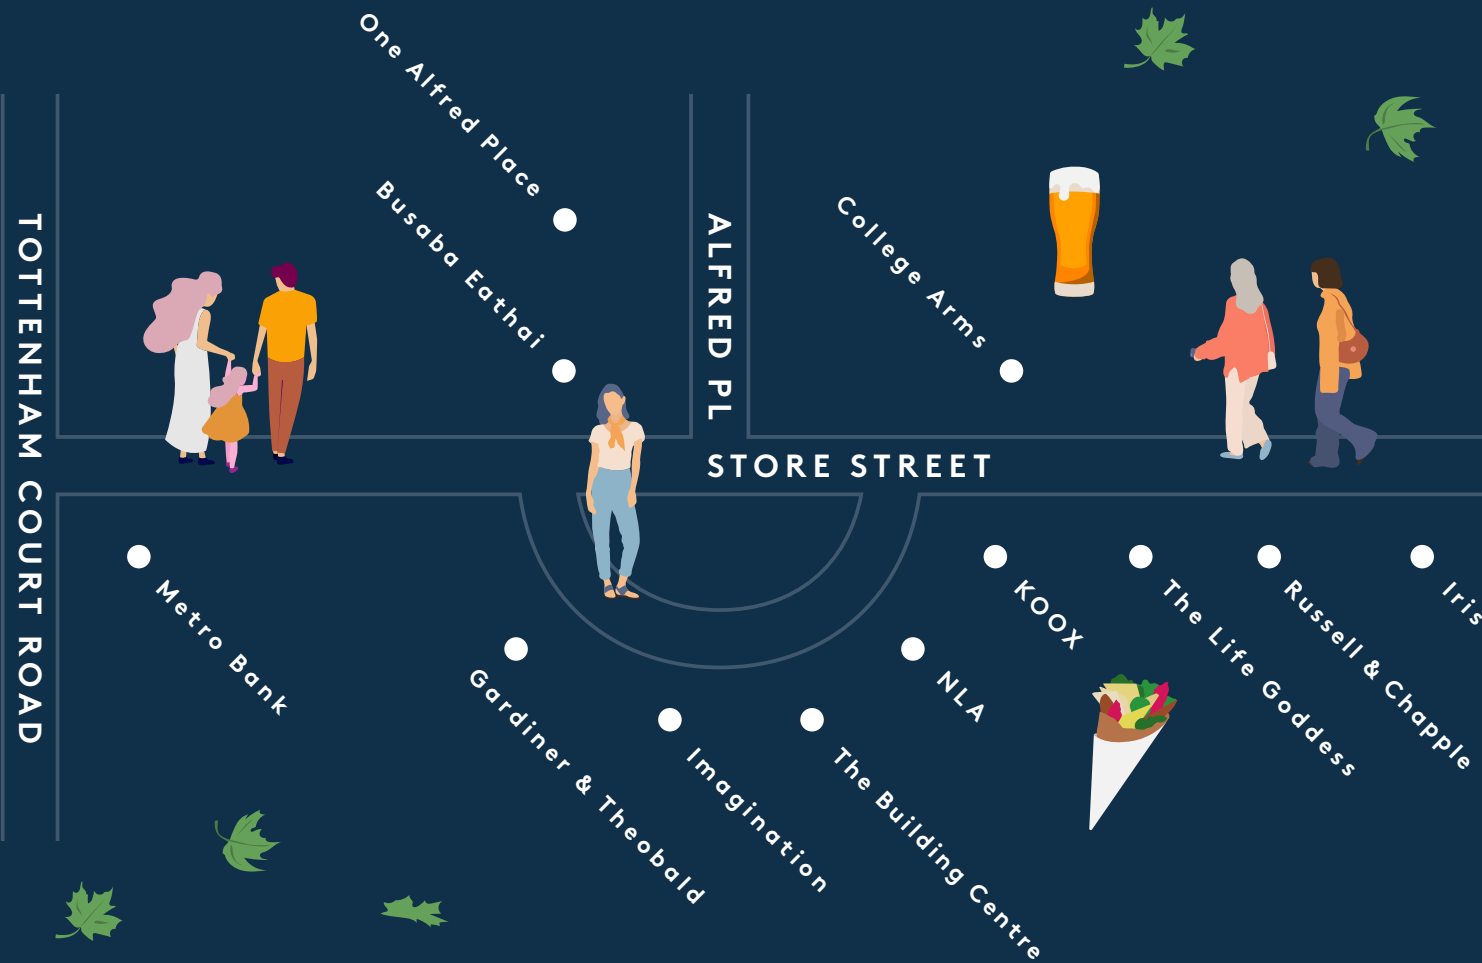 One Alfred Place
Busaba Eathai
College Arms
TOTTENHAM COURT ROAD
ALFRED PL
STORE STREET
Metro Bank
Gardiner & Theobald
Imagination
The Building Centre
NLA
KOOX
The Life Goddess
Russell & Chapple
Iris